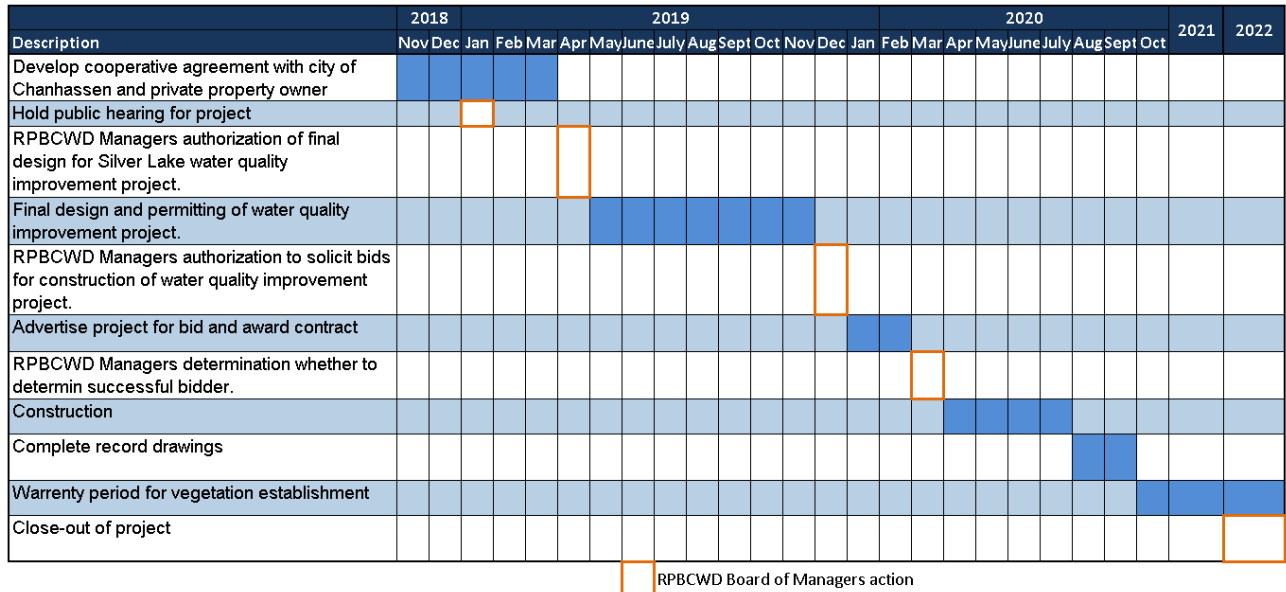 2018 2019 2020 2021 2022
Description Nov Dec Jan Feb Mar Apr May June July Aug Sept Oct Nov Dec Jan Feb Mar Apr May June July Aug Sept Oct
Develop cooperative agreement with city of
Chanhassen and private property owner
Hold public hearing for project
RPBCWD Managers authorization of final
design for Silver Lake water quality
improvement project.
Final design and permitting of water quality
improvement project.
RPBCWD Managers authorization to solicit bids
for construction of water quality improvement
project.
Advertise project for bid and award contract
RPBCWD Managers determination whether to
determin successful bidder.
Construction
Complete record drawings
Warrenty period for vegetation establishment
Close-out of project
RPBCWD Board of Managers action